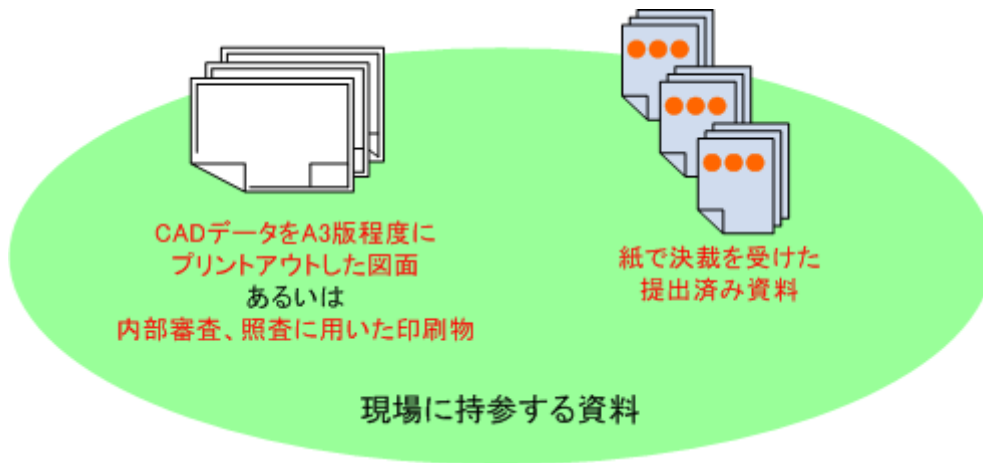 CADデータをA3版程度に
プリントアウトした図面
あるいは
内部審査、照査に用いた印刷物
紙で決裁を受けた
提出済み資料
現場に持参する資料